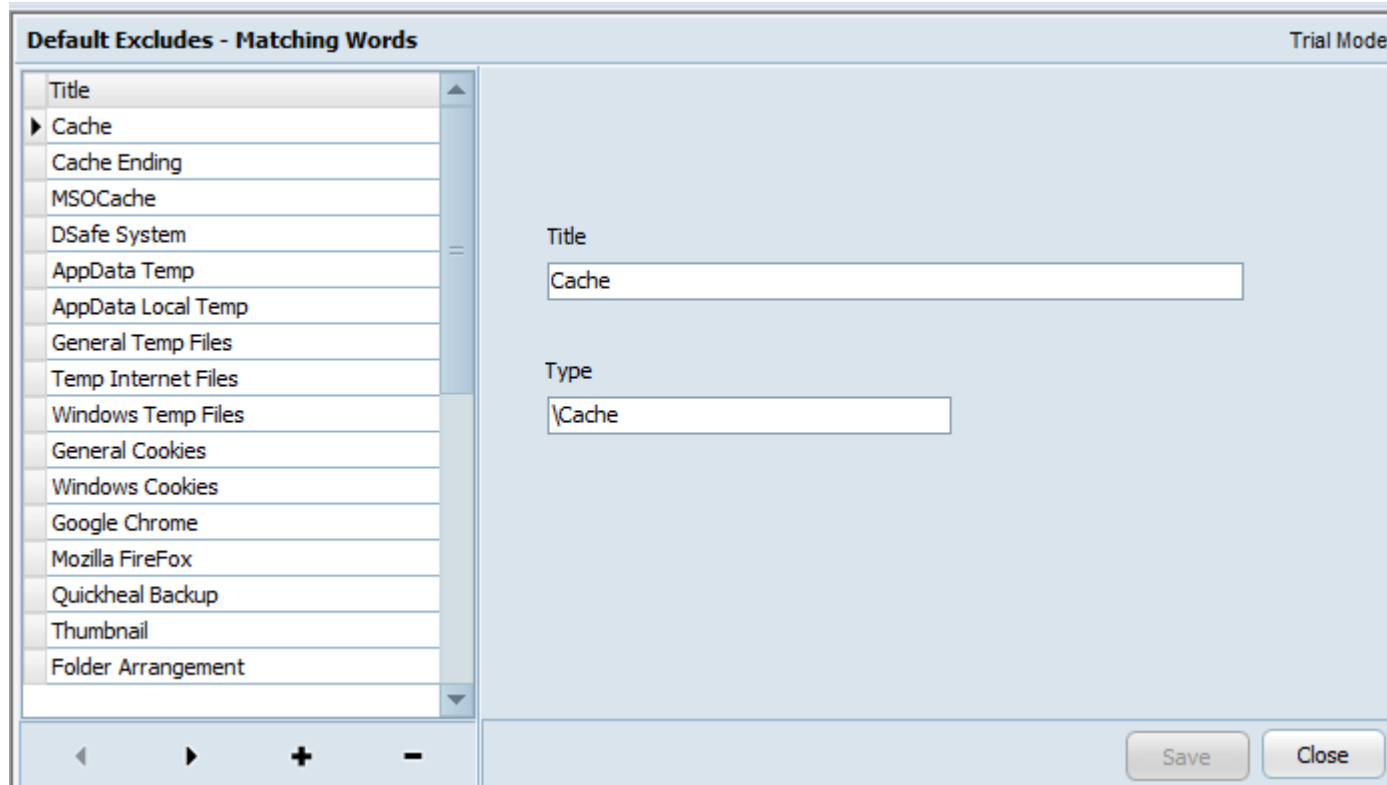 Default Excludes - Matching Words
Trial Mode
Title
Cache
Cache Ending
MSOCache
DSafe System
AppData Temp
AppData Local Temp
General Temp Files
Temp Internet Files
Windows Temp Files
General Cookies
Windows Cookies
Google Chrome
Mozilla FireFox
Quickheal Backup
Thumbnail
Folder Arrangement
Title
Cache
Type
\Cache
Save
Close